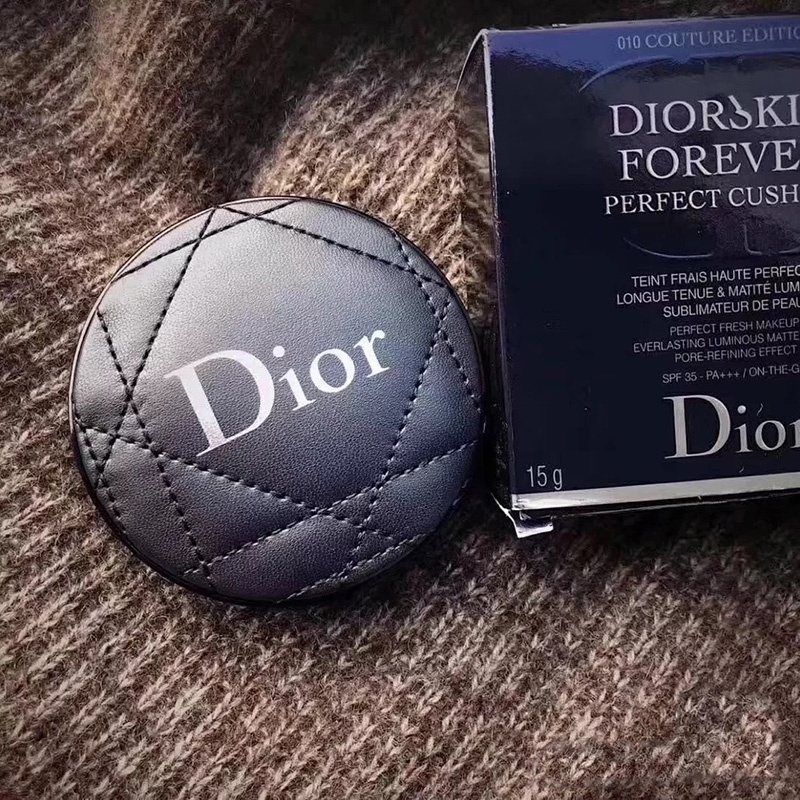 Dior
010 COUTURE EDITIO
DIORSKI
FOREVE
PERFECT CUSH
TEINT FRAIS HAUTE PERFEC
LONGUE TENUE & MATITÉ LUM
SUBLIMATEUR DE PEAU
PERFECT FRESH MAKEUP
EVERLASTING LUMINOUS MATTE
PORE-REFINING EFFECT
SPF 35 - PA+++ / ON-THE-G
Dior
15 g